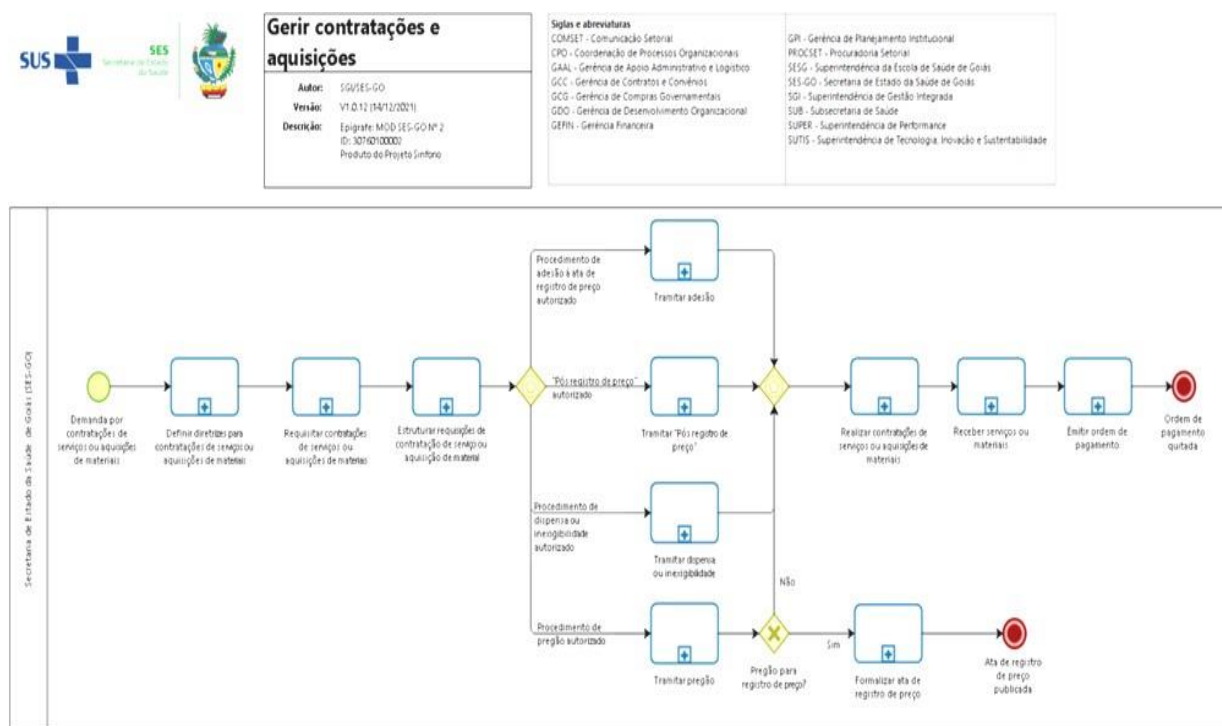 SUS
SES
Secretaria de Estado
da Saúde
Gerir contratações e
aquisições
Autor: SGI/SES-GO
Versão: V1.0.12 (14/12/2021)
Descrição: Epígrafe: MOD SES-GO Nº 2
ID: 30760100002
Produto do Projeto Sinfonio
Siglas e abreviaturas
COMSET - Comunicação Setorial
CPO - Coordenação de Processos Organizacionais
GAAL - Gerência de Apoio Administrativo e Logístico
GCC - Gerência de Contratos e Convênios
GCG - Gerência de Compras Governamentais
GDO - Gerência de Desenvolvimento Organizacional
GEFIN - Gerência Financeira
GPI - Gerência de Planejamento Institucional
PROCSET - Procuradoria Setorial
SESG - Superintendência da Escola de Saúde de Goiás
SES-GO - Secretaria de Estado da Saúde de Goiás
SGI - Superintendência de Gestão Integrada
SUB - Subsecretaria de Saúde
SUPER - Superintendência de Performance
SUTIS - Superintendência de Tecnologia, Inovação e Sustentabilidade
Secretaria de Estado da Saúde de Goiás (SES-GO)
Demanda por
contratações de
serviços ou aquisições
de materiais
Definir diretrizes para
contratações de serviços ou
aquisições de materiais
Requisitar contratações
de serviços ou
aquisições de materiais
Estruturar requisições de
contratação de serviço ou
aquisição de material
Procedimento de
adesão à ata de
registro de preço
autorizado
Tramitar adesão
"Pós registro de preço"
autorizado
Tramitar "Pós registro de
preço"
Procedimento de
dispensa ou
inexigibilidade
autorizado
Tramitar dispensa
ou inexigibilidade
Procedimento de
pregão autorizado
Tramitar pregão
Não
Pregão para
registro de preço?
Sim
Formalizar ata de
registro de preço
Ata de registro
de preço
publicada
Realizar contratações de
serviços ou aquisições de
materiais
Receber serviços ou
materiais
Emitir ordem de
pagamento
Ordem de
pagamento
quitada